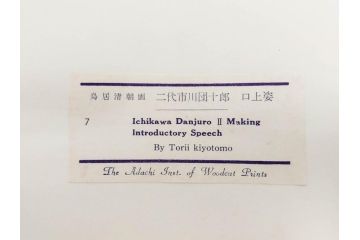 鳥居清朝画 二代市川団十郎 口上姿
7 Ichikawa Danjuro II Making
Introductory Speech
By Torii kiyotomo
The Adachi Inst. of Woodcut Prints